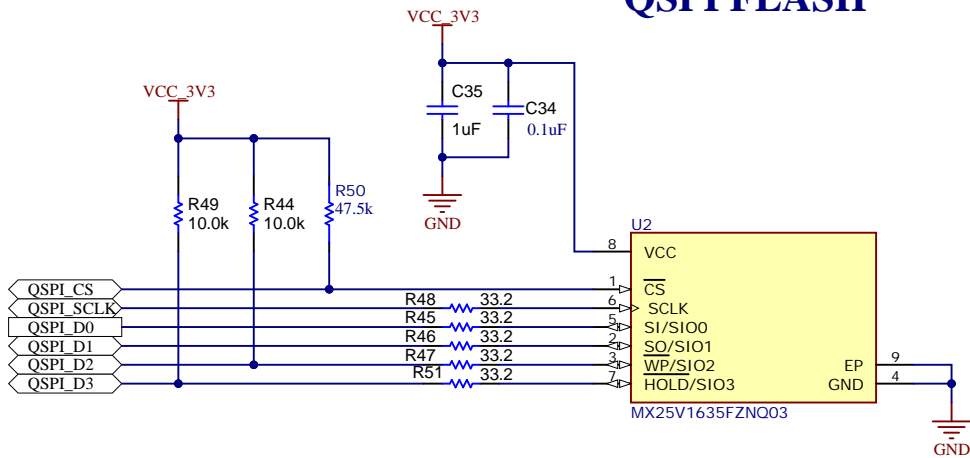 QSPI FLASH
VCC_3V3
C35
1uF
C34
0.1uF
GND
VCC_3V3
R49
10.0k
R44
10.0k
R50
47.5k
U2
8 VCC
QSPI_CS 1 CS
QSPI_SCLK R48 33.2 6 SCLK
QSPI_D0 R45 33.2 5 SI/SIO0
QSPI_D1 R46 33.2 2 SO/SIO1
QSPI_D2 R47 33.2 3 WP/SIO2
QSPI_D3 R51 33.2 7 HOLD/SIO3
EP 9
GND 4
MX25V1635FZNQ03
GND